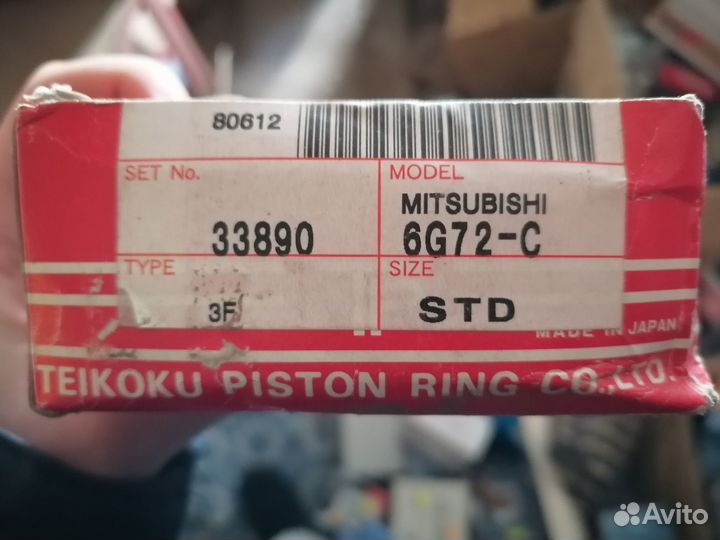 80612
SET No.
33890
MODEL
MITSUBISHI
6G72-C
TYPE
3F
SIZE
STD
MADE IN JAPAN
TEIKOKU PISTON RING CO., LTD.
Avito